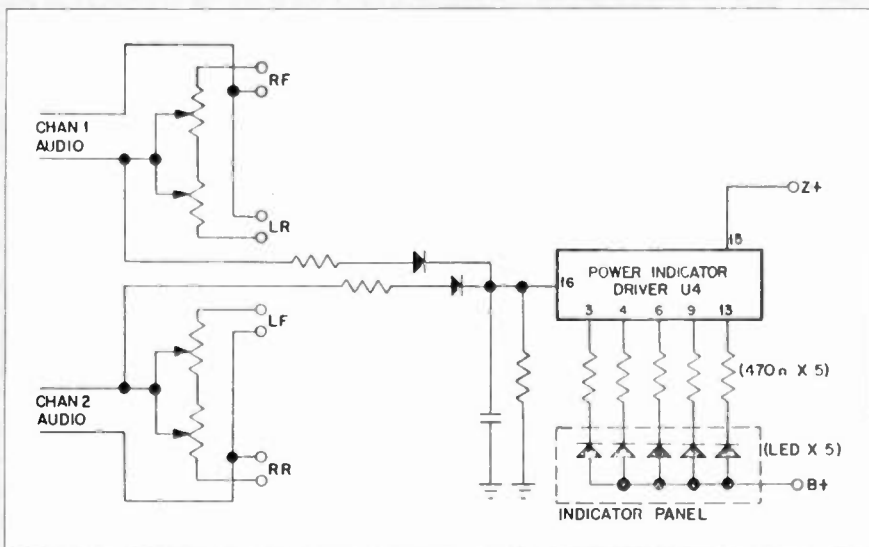 RF
CHAN 1
AUDIO
LR
Z+
15
16
POWER INDICATOR
DRIVER U4
3 4 6 9 13
LF
(470Ω X 5)
CHAN 2
AUDIO
RR
(LED X 5)
B+
INDICATOR PANEL